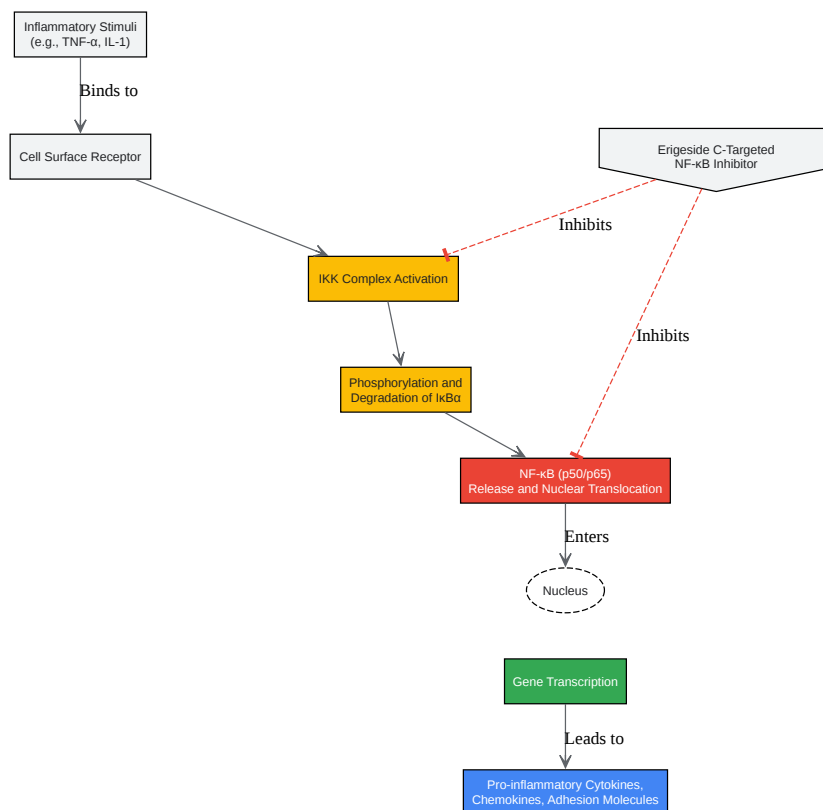 Inflammatory Stimuli
(e.g., TNF-α, IL-1)
Binds to
Cell Surface Receptor
Erigeside C-Targeted
NF-κB Inhibitor
Inhibits
IKK Complex Activation
Inhibits
Phosphorylation and
Degradation of IκBα
NF-κB (p50/p65)
Release and Nuclear Translocation
Enters
Nucleus
Gene Transcription
Leads to
Pro-inflammatory Cytokines,
Chemokines, Adhesion Molecules